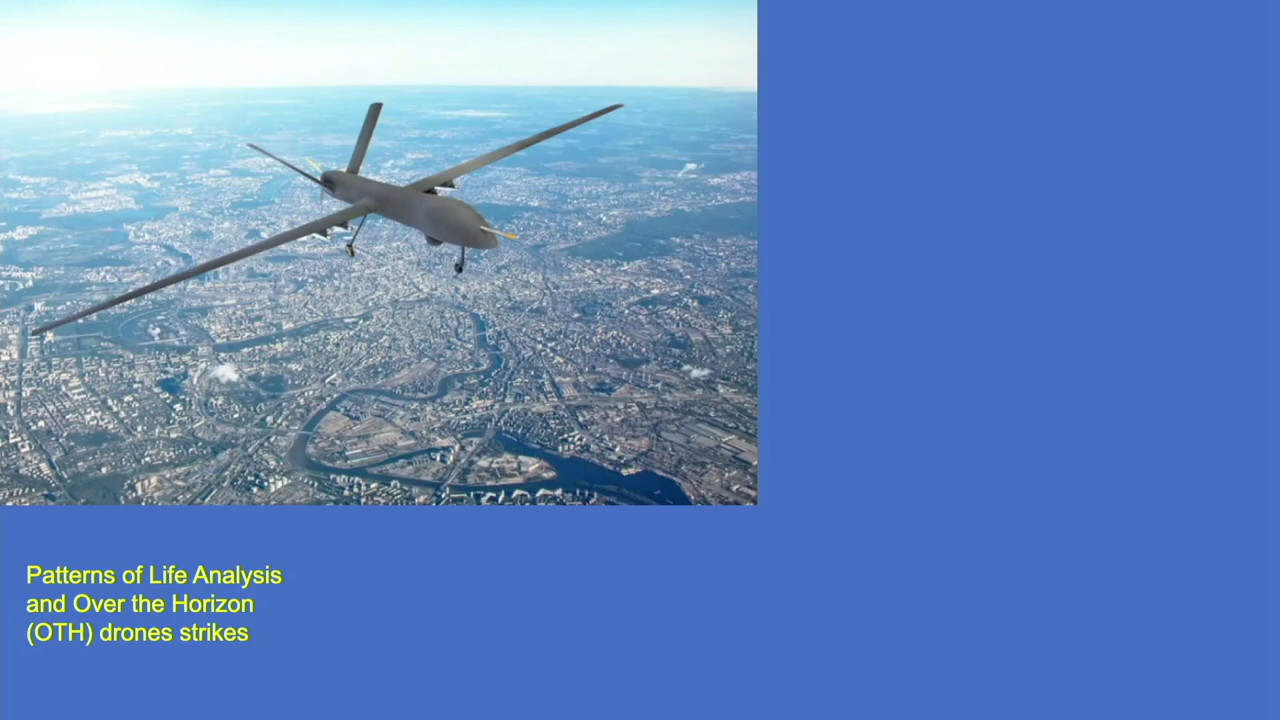 Patterns of Life Analysis
and Over the Horizon
(OTH) drones strikes